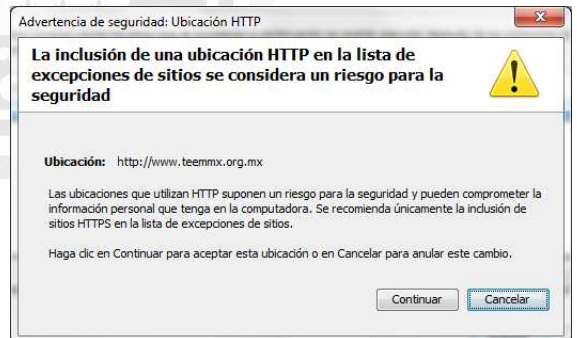 Advertencia de seguridad: Ubicación HTTP
La inclusión de una ubicación HTTP en la lista de
excepciones de sitios se considera un riesgo para la
seguridad
Ubicación: http://www.teemmx.org.mx
Las ubicaciones que utilizan HTTP suponen un riesgo para la seguridad y pueden comprometer la
información personal que tenga en la computadora. Se recomienda únicamente la inclusión de
sitios HTTPS en la lista de excepciones de sitios.
Haga clic en Continuar para aceptar esta ubicación o en Cancelar para anular este cambio.
Continuar Cancelar